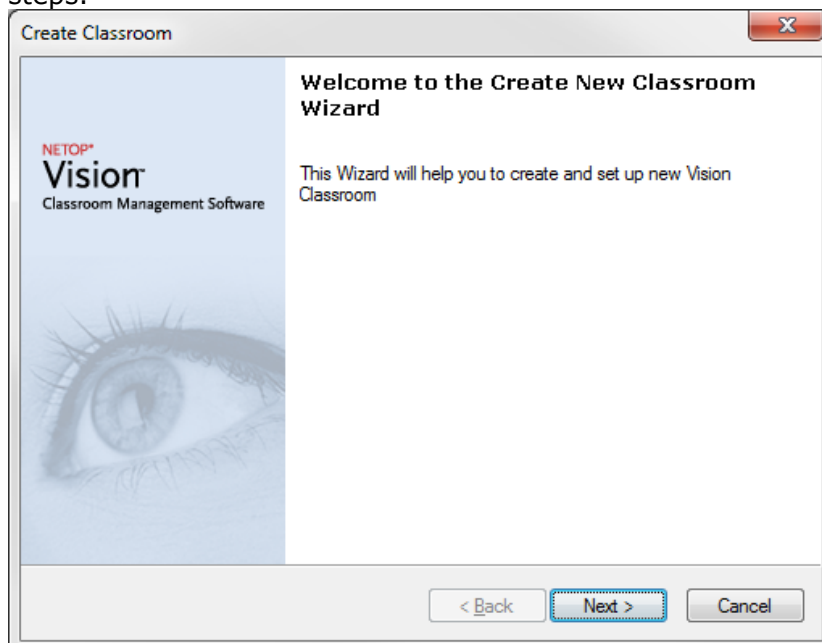 steps.
Create Classroom
Welcome to the Create New Classroom
Wizard
NETOP
Vision
Classroom Management Software
This Wizard will help you to create and set up new Vision
Classroom
< Back
Next >
Cancel